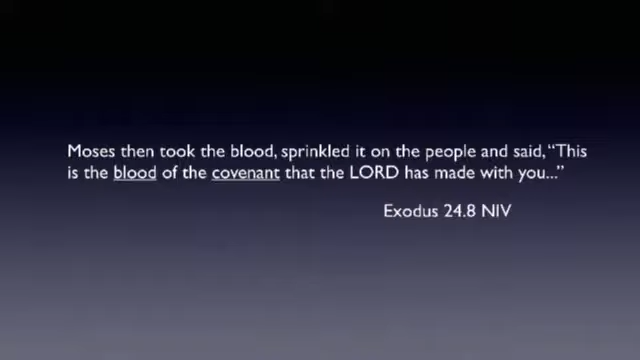 Moses then took the blood, sprinkled it on the people and said, “This
is the blood of the covenant that the LORD has made with you...”
Exodus 24.8 NIV